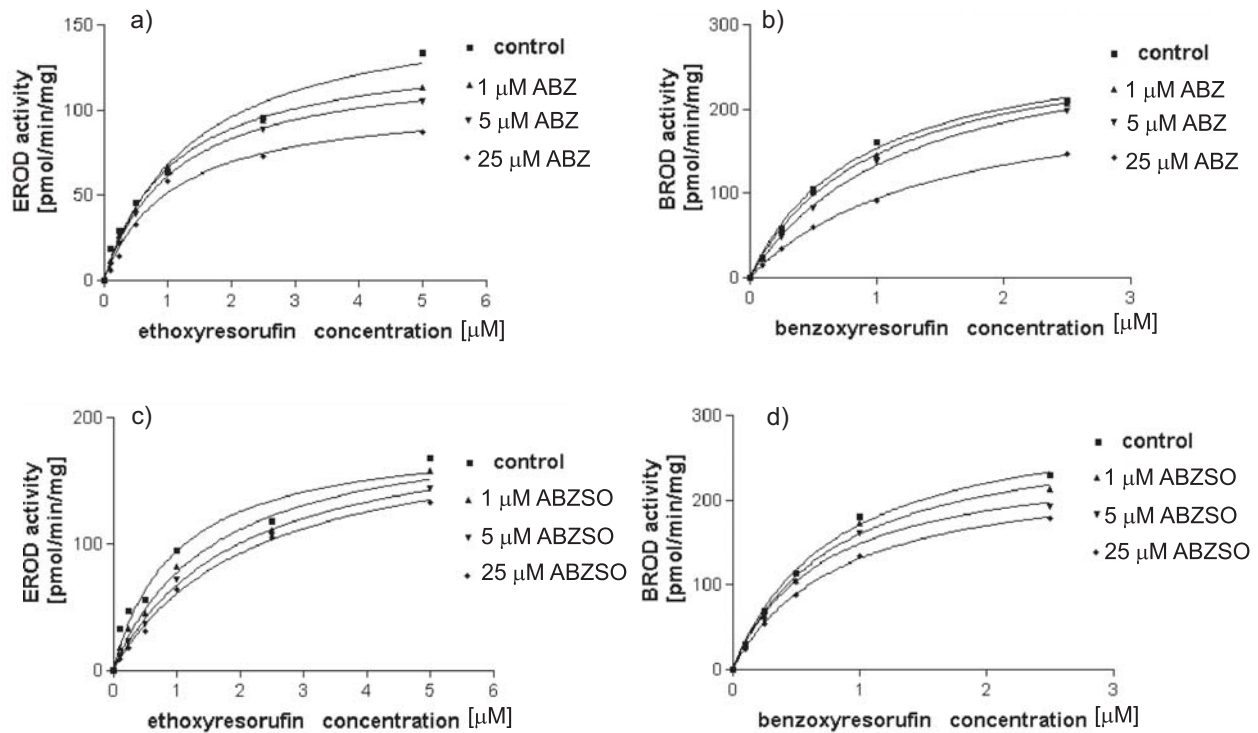 a)
EROD activity
[pmol/min/mg]
150
100
50
0
0 1 2 3 4 5 6
ethoxyresorufin concentration [μM]
control
1 μM ABZ
5 μM ABZ
25 μM ABZ
b)
BROD activity
[pmol/min/mg]
300
200
100
0
0 1 2 3
benzoxyresorufin concentration [μM]
control
1 μM ABZ
5 μM ABZ
25 μM ABZ
c)
EROD activity
[pmol/min/mg]
200
100
0
0 1 2 3 4 5 6
ethoxyresorufin concentration [μM]
control
1 μM ABZSO
5 μM ABZSO
25 μM ABZSO
d)
BROD activity
[pmol/min/mg]
300
200
100
0
0 1 2 3
benzoxyresorufin concentration [μM]
control
1 μM ABZSO
5 μM ABZSO
25 μM ABZSO